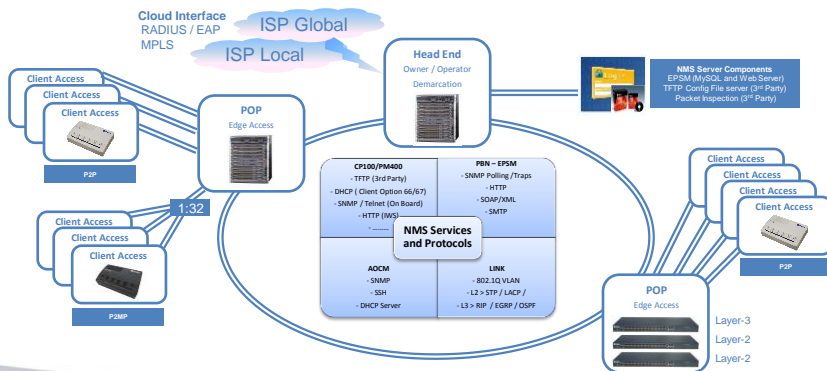 Cloud Interface
RADIUS / EAP
MPLS
ISP Global
ISP Local
Head End
Owner / Operator
Demarcation
NMS Server Components
EPSM (MySQL and Web Server)
TFTP Config File server (3rd Party)
Packet Inspection (3rd Party)
Client Access
Client Access
Client Access
P2P
POP
Edge Access
1:32
Client Access
Client Access
Client Access
P2MP
CP100/PM400
- TFTP (3rd Party)
- DHCP ( Client Option 66/67)
- SNMP / Telnet (On Board)
- HTTP (IWS)
- -------
PBN – EPSM
- SNMP Polling /Traps
- HTTP
- SOAP/XML
- SMTP
NMS Services
and Protocols
AOCM
- SNMP
- SSH
- DHCP Server
LINK
- 802.1Q VLAN
- L2 > STP / LACP /
- L3 > RIP / EGRP / OSPF
Client Access
Client Access
Client Access
Client Access
P2P
POP
Edge Access
Layer-3
Layer-2
Layer-2